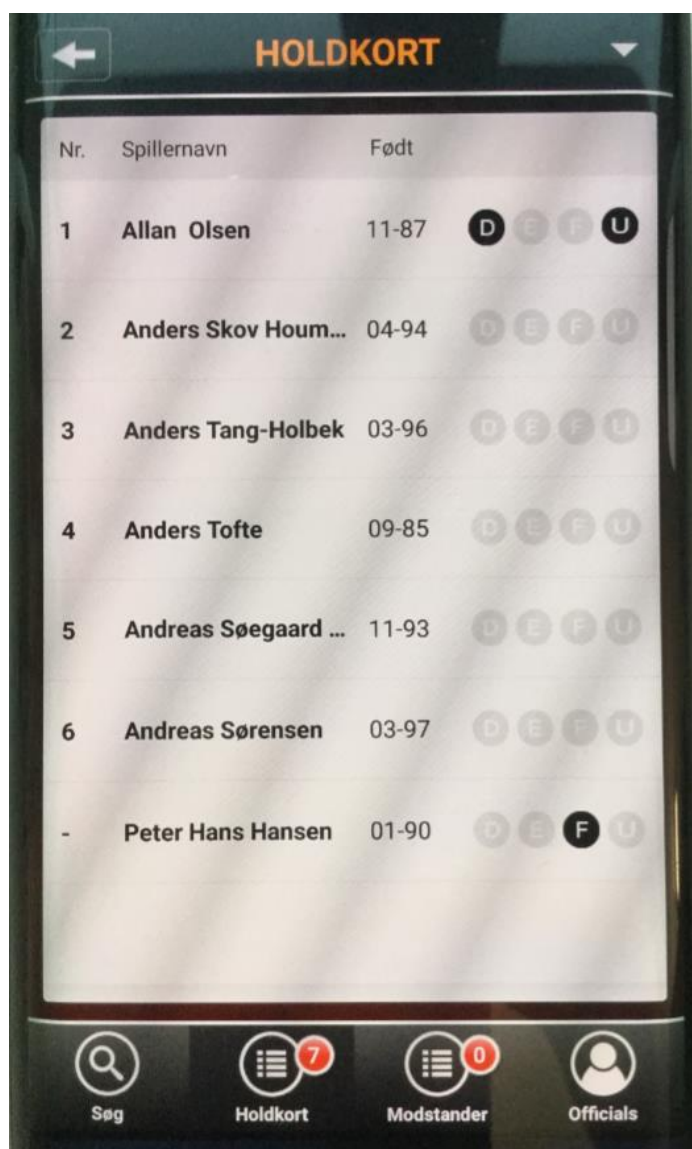 HOLDKORT
Nr. Spillernavn Født
1 Allan Olsen 11-87 D E F U
2 Anders Skov Houm... 04-94 D E F U
3 Anders Tang-Holbek 03-96 D E F U
4 Anders Tofte 09-85 D E F U
5 Andreas Søegaard ... 11-93 D E F U
6 Andreas Sørensen 03-97 D E F U
- Peter Hans Hansen 01-90 D E F U
7 0
Søg Holdkort Modstander Officials